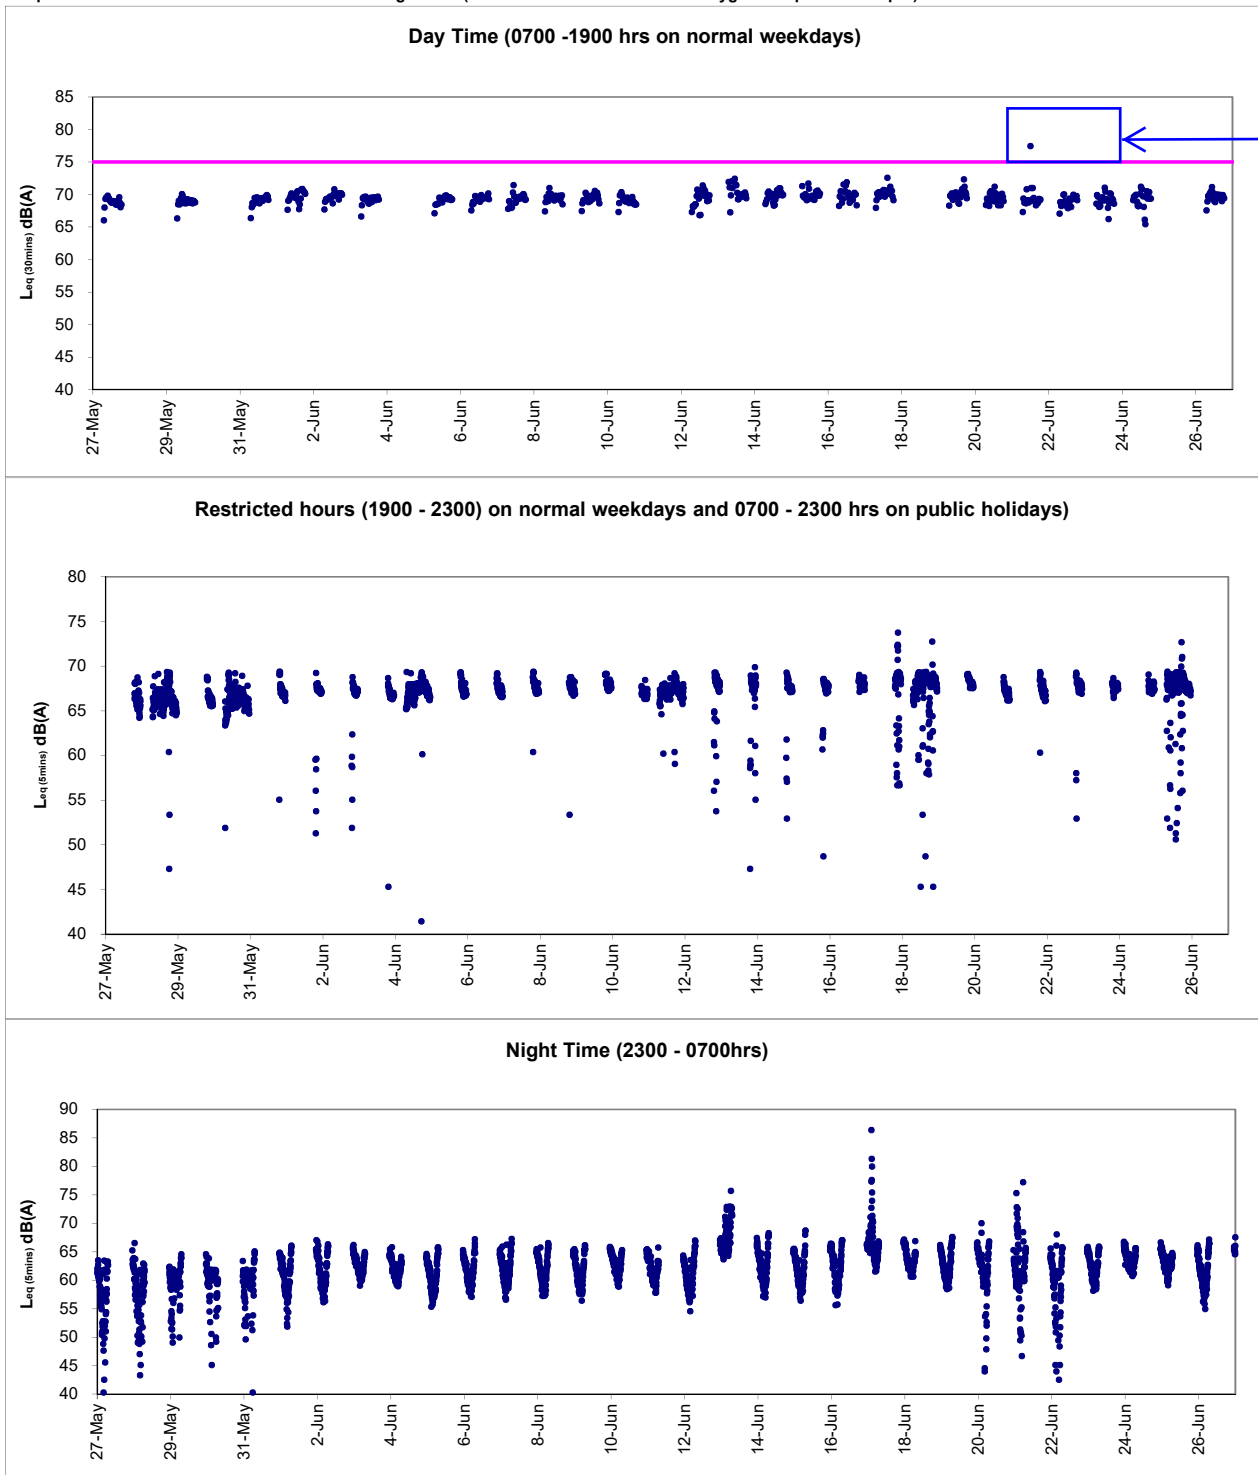 Day Time (0700 -1900 hrs on normal weekdays)
85
80
75
70
65
60
55
50
45
40
Leq (30mins) dB(A)
27-May
29-May
31-May
2-Jun
4-Jun
6-Jun
8-Jun
10-Jun
12-Jun
14-Jun
16-Jun
18-Jun
20-Jun
22-Jun
24-Jun
26-Jun
Restricted hours (1900 - 2300) on normal weekdays and 0700 - 2300 hrs on public holidays)
80
75
70
65
60
55
50
45
40
Leq (5mins) dB(A)
27-May
29-May
31-May
2-Jun
4-Jun
6-Jun
8-Jun
10-Jun
12-Jun
14-Jun
16-Jun
18-Jun
20-Jun
22-Jun
24-Jun
26-Jun
Night Time (2300 - 0700hrs)
90
85
80
75
70
65
60
55
50
45
40
Leq (5mins) dB(A)
27-May
29-May
31-May
2-Jun
4-Jun
6-Jun
8-Jun
10-Jun
12-Jun
14-Jun
16-Jun
18-Jun
20-Jun
22-Jun
24-Jun
26-Jun